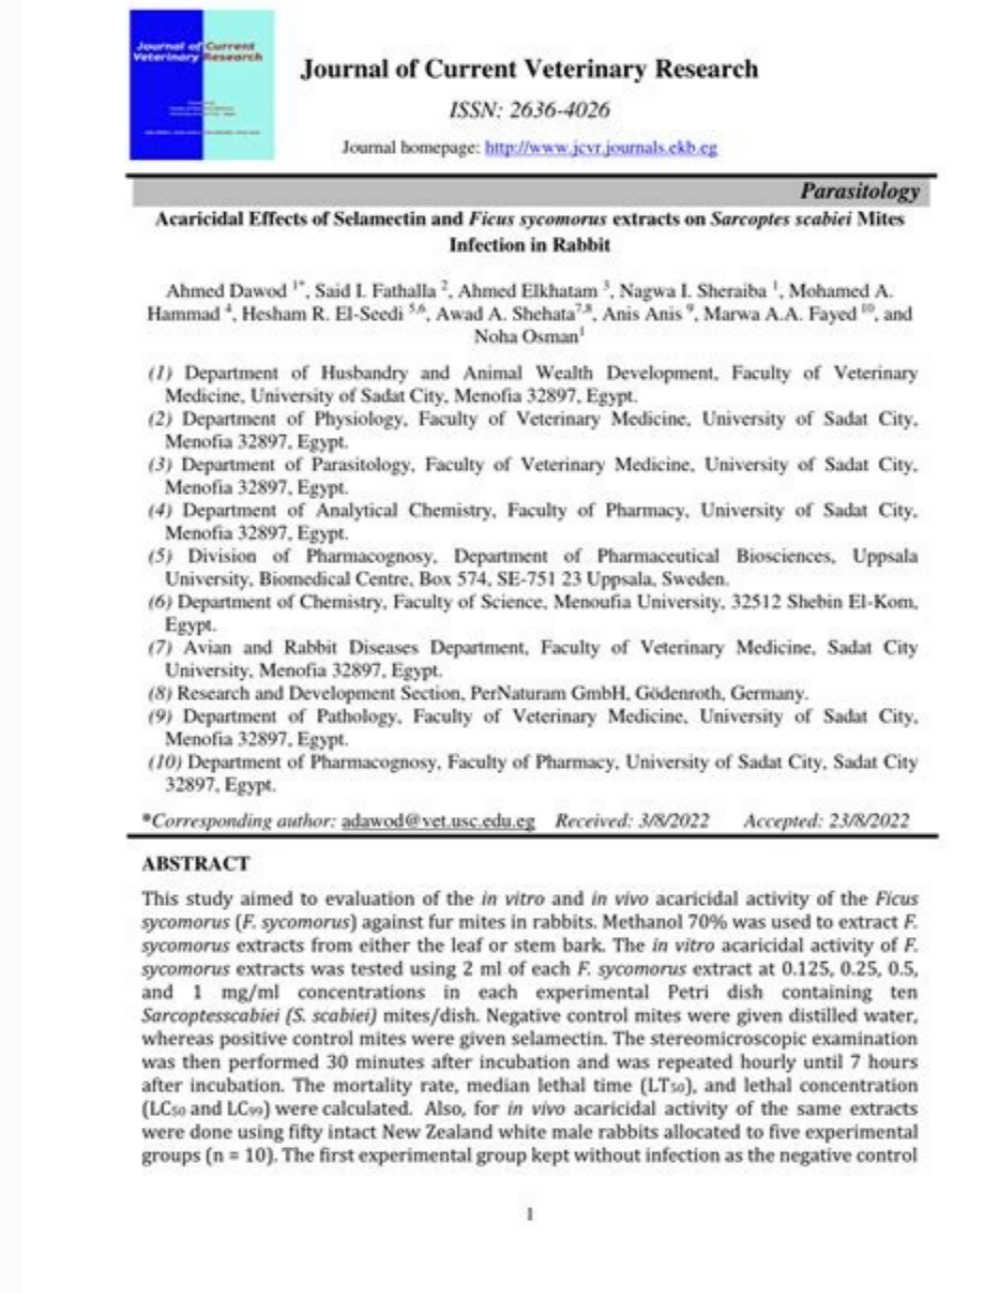 Journal of Current
Veterinary Research
Journal of Current Veterinary Research
ISSN: 2636-4026
Journal homepage: http://www.jcvr.journals.ekb.eg
Parasitology
Acaricidal Effects of Selamectin and Ficus sycomorus extracts on Sarcoptes scabiei Mites
Infection in Rabbit
Ahmed Dawod 1*, Said I. Fathalla 2, Ahmed Elkhatam 3, Nagwa I. Sheraiba 1, Mohamed A.
Hammad 4, Hesham R. El-Seedi 5,6, Awad A. Shehata7,8, Anis Anis 9, Marwa A.A. Fayed 10, and
Noha Osman1
(1) Department of Husbandry and Animal Wealth Development, Faculty of Veterinary
Medicine, University of Sadat City, Menofia 32897, Egypt.
(2) Department of Physiology, Faculty of Veterinary Medicine, University of Sadat City,
Menofia 32897, Egypt.
(3) Department of Parasitology, Faculty of Veterinary Medicine, University of Sadat City,
Menofia 32897, Egypt.
(4) Department of Analytical Chemistry, Faculty of Pharmacy, University of Sadat City,
Menofia 32897, Egypt.
(5) Division of Pharmacognosy, Department of Pharmaceutical Biosciences, Uppsala
University, Biomedical Centre, Box 574, SE-751 23 Uppsala, Sweden.
(6) Department of Chemistry, Faculty of Science, Menoufia University, 32512 Shebin El-Kom,
Egypt.
(7) Avian and Rabbit Diseases Department, Faculty of Veterinary Medicine, Sadat City
University, Menofia 32897, Egypt.
(8) Research and Development Section, PerNaturam GmbH, Gödenroth, Germany.
(9) Department of Pathology, Faculty of Veterinary Medicine, University of Sadat City,
Menofia 32897, Egypt.
(10) Department of Pharmacognosy, Faculty of Pharmacy, University of Sadat City, Sadat City
32897, Egypt.
*Corresponding author: adawod@vet.usc.edu.eg Received: 3/8/2022 Accepted: 23/8/2022
ABSTRACT
This study aimed to evaluation of the in vitro and in vivo acaricidal activity of the Ficus
sycomorus (F. sycomorus) against fur mites in rabbits. Methanol 70% was used to extract F.
sycomorus extracts from either the leaf or stem bark. The in vitro acaricidal activity of F.
sycomorus extracts was tested using 2 ml of each F. sycomorus extract at 0.125, 0.25, 0.5,
and 1 mg/ml concentrations in each experimental Petri dish containing ten
Sarcoptesscabiei (S. scabiei) mites/dish. Negative control mites were given distilled water,
whereas positive control mites were given selamectin. The stereomicroscopic examination
was then performed 30 minutes after incubation and was repeated hourly until 7 hours
after incubation. The mortality rate, median lethal time (LT50), and lethal concentration
(LC50 and LC99) were calculated. Also, for in vivo acaricidal activity of the same extracts
were done using fifty intact New Zealand white male rabbits allocated to five experimental
groups (n = 10). The first experimental group kept without infection as the negative control
1